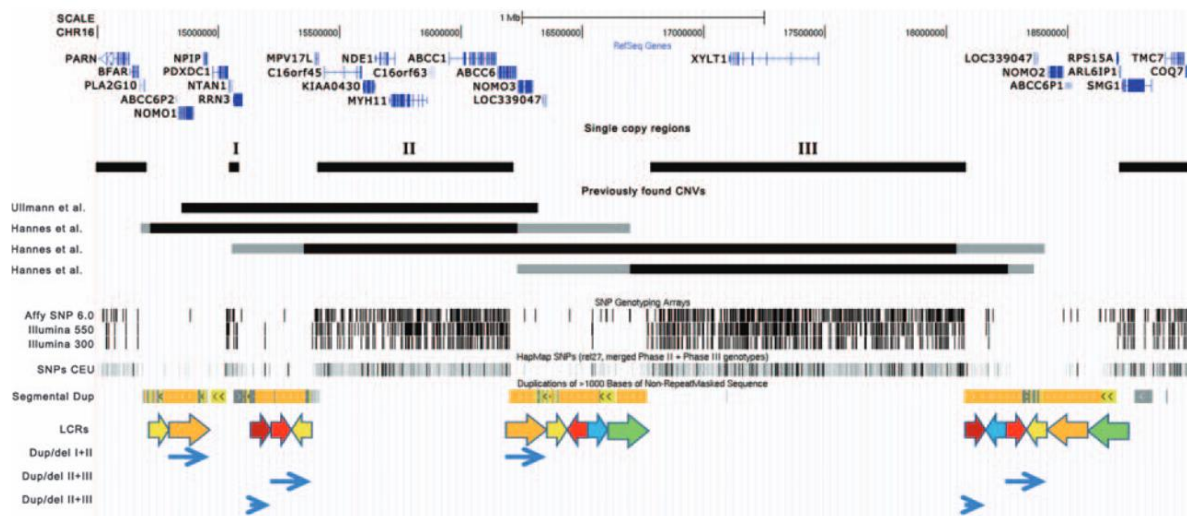 SCALE 1 Mb
CHR16 15000000 15500000 16000000 16500000 17000000 17500000 18000000 18500000
RefSeq Genes
PARN NPIP MPV17L NDE1 ABCC1 XYLT1 LOC339047 RPS15A TMC7
BFAR PDXDC1 C16orf45 C16orf63 ABCC6 NOMO2 ARL6IP1 COQ7
PLA2G10 NTAN1 KIAA0430 NOMO3 ABCC6P1 SMG1
ABCC6P2 RRN3 MYH11 LOC339047
NOMO1
Single copy regions
I II III
Previously found CNVs
Ullmann et al.
Hannes et al.
Hannes et al.
Hannes et al.
SNP Genotyping Arrays
Affy SNP 6.0
Illumina 550
Illumina 300
HapMap SNPs (rel27, merged Phase II + Phase III genotypes)
SNPs CEU
Duplications of >1000 Bases of Non-RepeatMasked Sequence
Segmental Dup
LCRs
Dup/del I+II
Dup/del II+III
Dup/del II+III